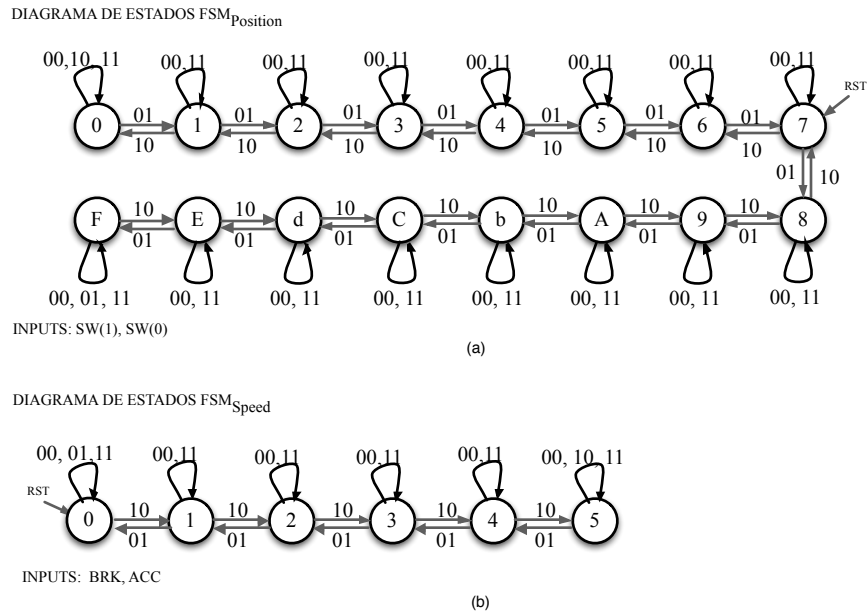 DIAGRAMA DE ESTADOS FSM Position
00,10, 11 00,11 00,11 00,11 00,11 00,11 00,11 00,11
RST
01 01 01 01 01 01 01
0 1 2 3 4 5 6 7
10 10 10 10 10 10 10
01 10
10 10 10 10 10 10 10
F E d C b A 9 8
01 01 01 01 01 01 01
00, 01, 11 00, 11 00, 11 00, 11 00, 11 00, 11 00, 11 00, 11
INPUTS: SW(1), SW(0)
(a)
DIAGRAMA DE ESTADOS FSM Speed
00, 01,11 00,11 00,11 00,11 00,11 00, 10, 11
RST
10 10 10 10 10
0 1 2 3 4 5
01 01 01 01 01
INPUTS: BRK, ACC
(b)